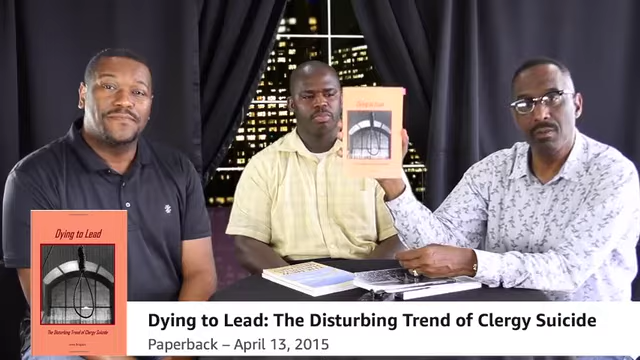 Dying to Lead
The Disturbing Trend of Clergy Suicide
Dying to Lead: The Disturbing Trend of Clergy Suicide
Paperback – April 13, 2015